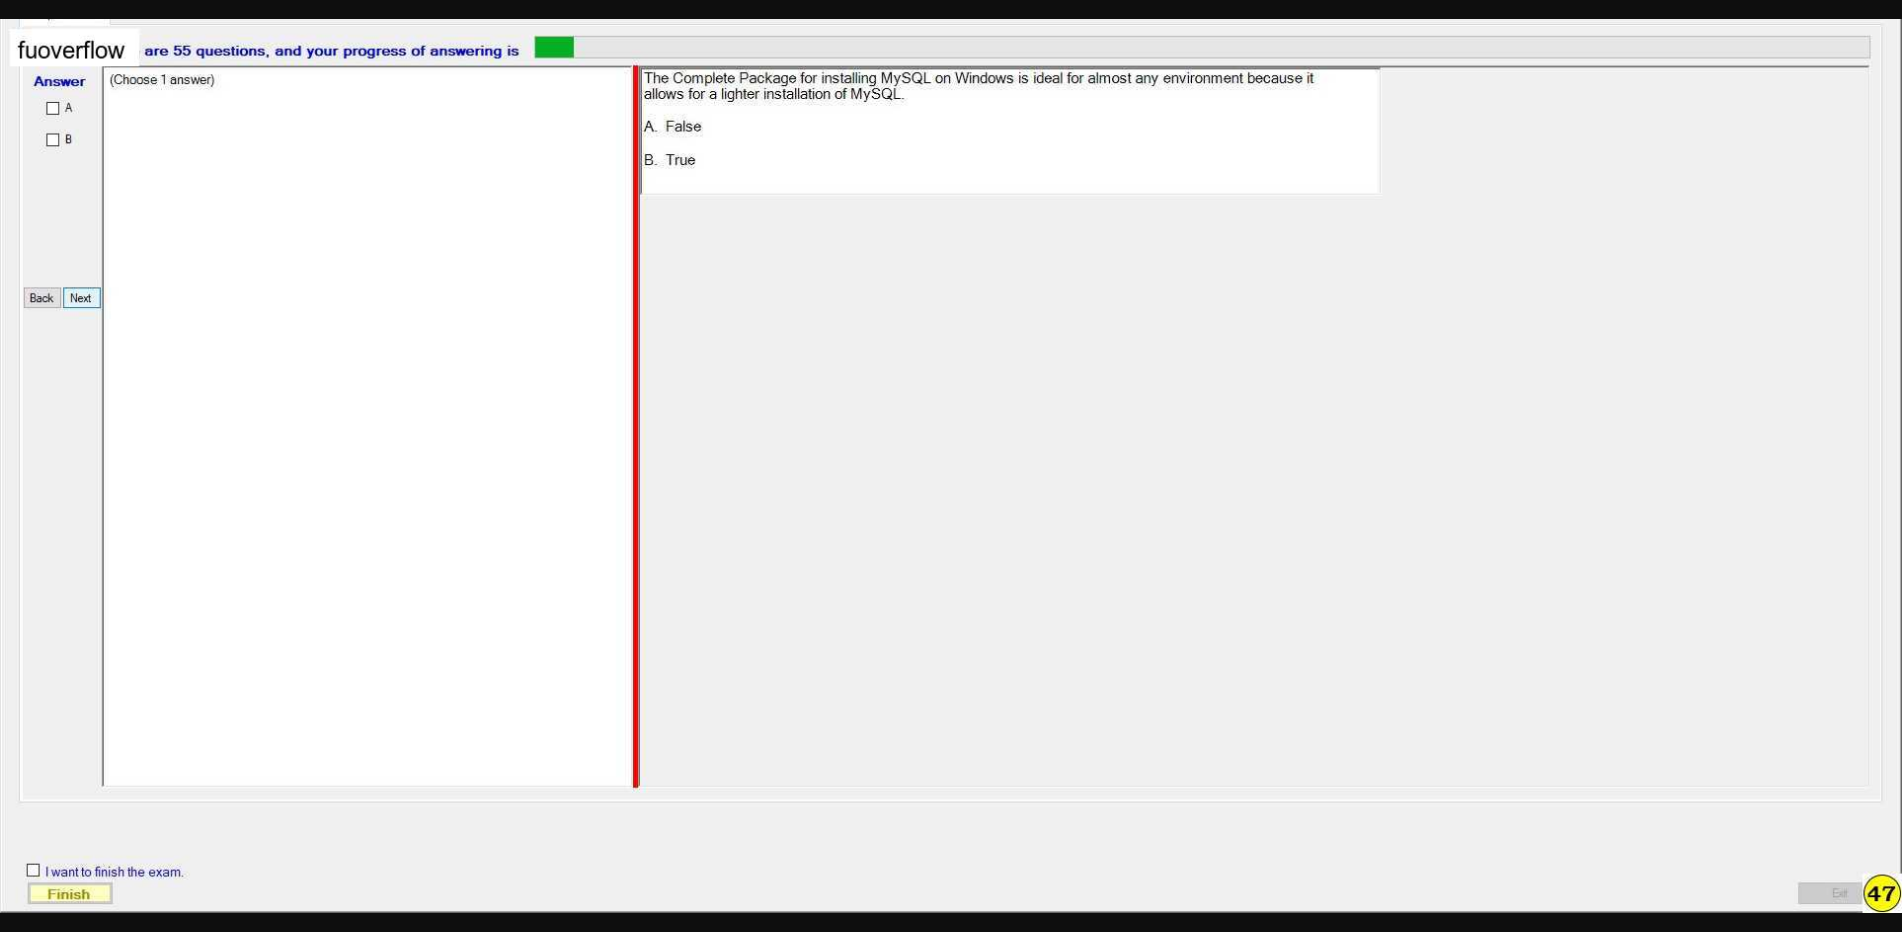 fuoverflow are 55 questions, and your progress of answering is
Answer
(Choose 1 answer)
A
B
Back Next
The Complete Package for installing MySQL on Windows is ideal for almost any environment because it
allows for a lighter installation of MySQL.
A. False
B. True
I want to finish the exam.
Finish
Exit
47